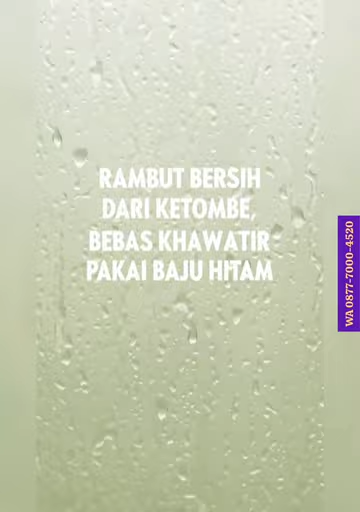 RAMBUT BERSIH
DARI KETOMBE,
BEBAS KHAWATIR
PAKAI BAJU HITAM
WA 0877-7000-4520